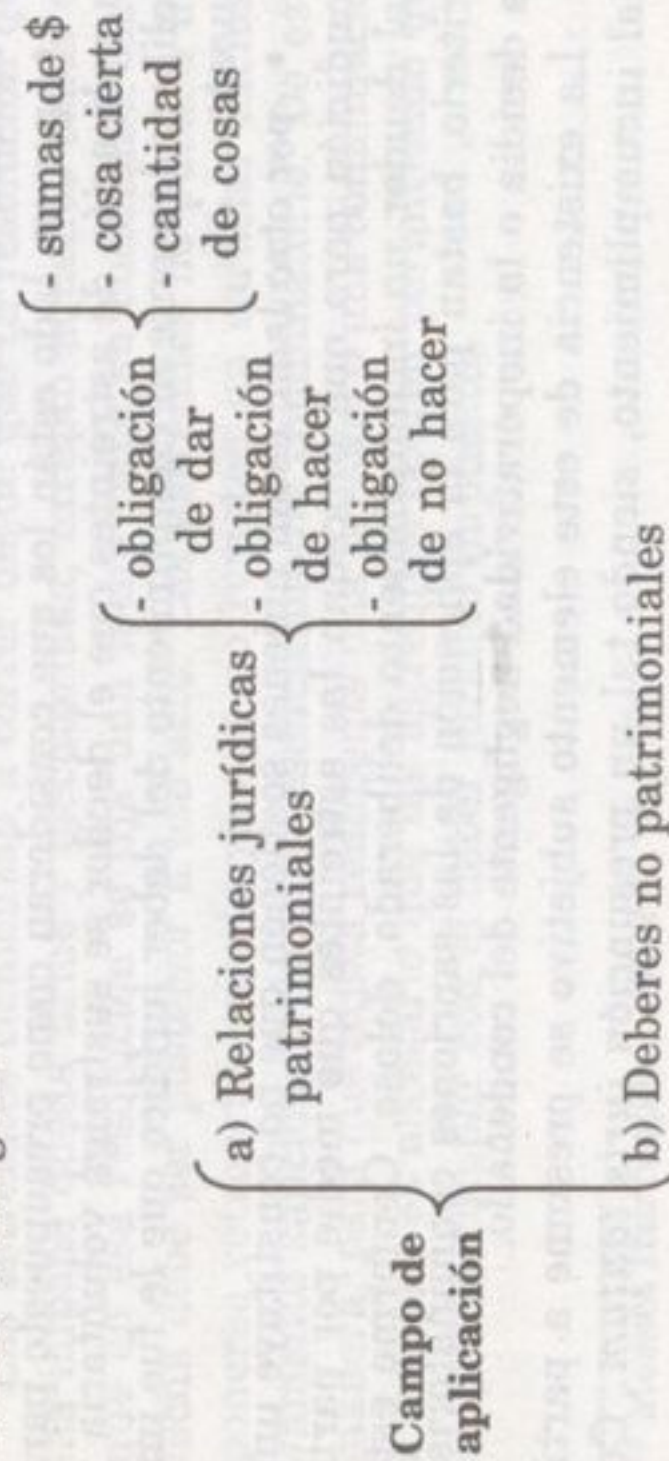 Campo de
aplicación
a) Relaciones jurídicas
patrimoniales
- obligación
de dar
- sumas de $
- cosa cierta
- cantidad
de cosas
- obligación
de hacer
- obligación
de no hacer
b) Deberes no patrimoniales